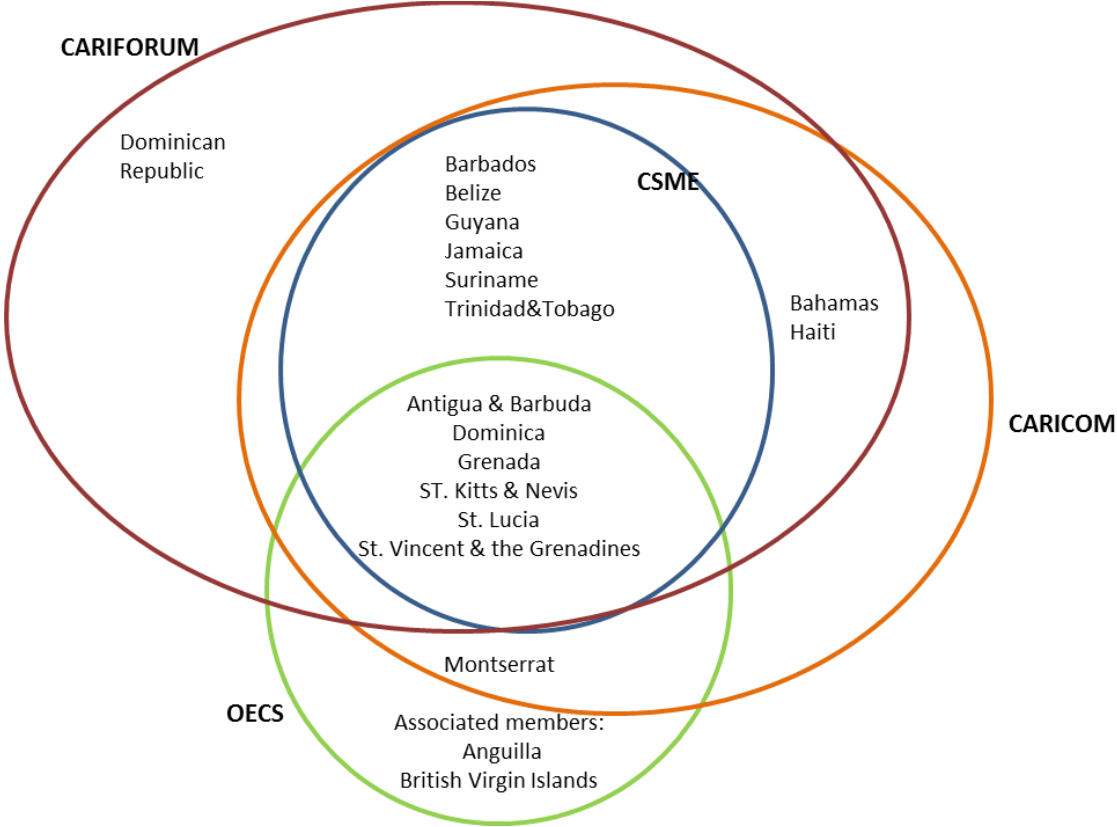 CARIFORUM
Dominican
Republic
Barbados
Belize
Guyana
Jamaica
Suriname
Trinidad&Tobago
CSME
Bahamas
Haiti
Antigua & Barbuda
Dominica
Grenada
ST. Kitts & Nevis
St. Lucia
St. Vincent & the Grenadines
CARICOM
Montserrat
OECS
Associated members:
Anguilla
British Virgin Islands